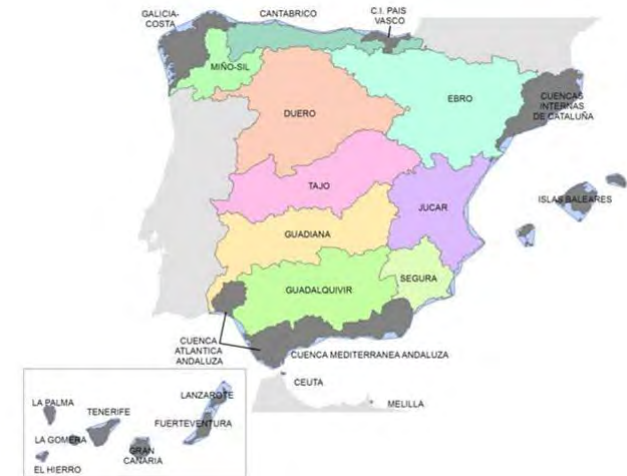 GALICIA-
COSTA
CANTABRICO
C.I. PAIS
VASCO
MIÑO-SIL
DUERO
EBRO
CUENCAS
INTERNAS
DE CATALUÑA
TAJO
JUCAR
ISLAS BALEARES
GUADIANA
SEGURA
GUADALQUIVIR
CUENCA
ATLANTICA
ANDALUZA
CUENCA MEDITERRANEA ANDALUZA
CEUTA
MELILLA
LA PALMA
TENERIFE
LANZAROTE
FUERTEVENTURA
LA GOMERA
GRAN
CANARIA
EL HIERRO